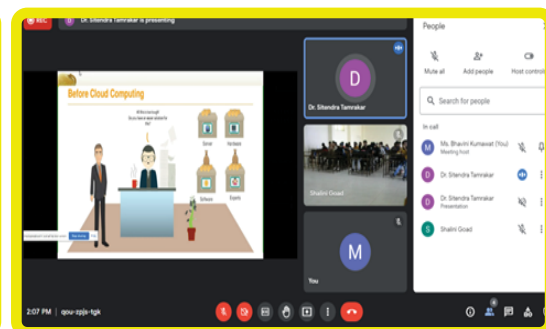 REC
D Dr. Sitendra Tamrakar is presenting
Before Cloud Computing
Server
Hardware
Software
Experts
D
Dr. Sitendra Tamrakar
Shalini Goad
M
You
People
Mute all
Add people
Host controls
Search for people
In call
M Ms. Bhavini Kumawat (You)
Meeting host
D Dr. Sitendra Tamrakar
D Dr. Sitendra Tamrakar
Presentation
S Shalini Goad
2:07 PM | qou-zpjs-tgk
4